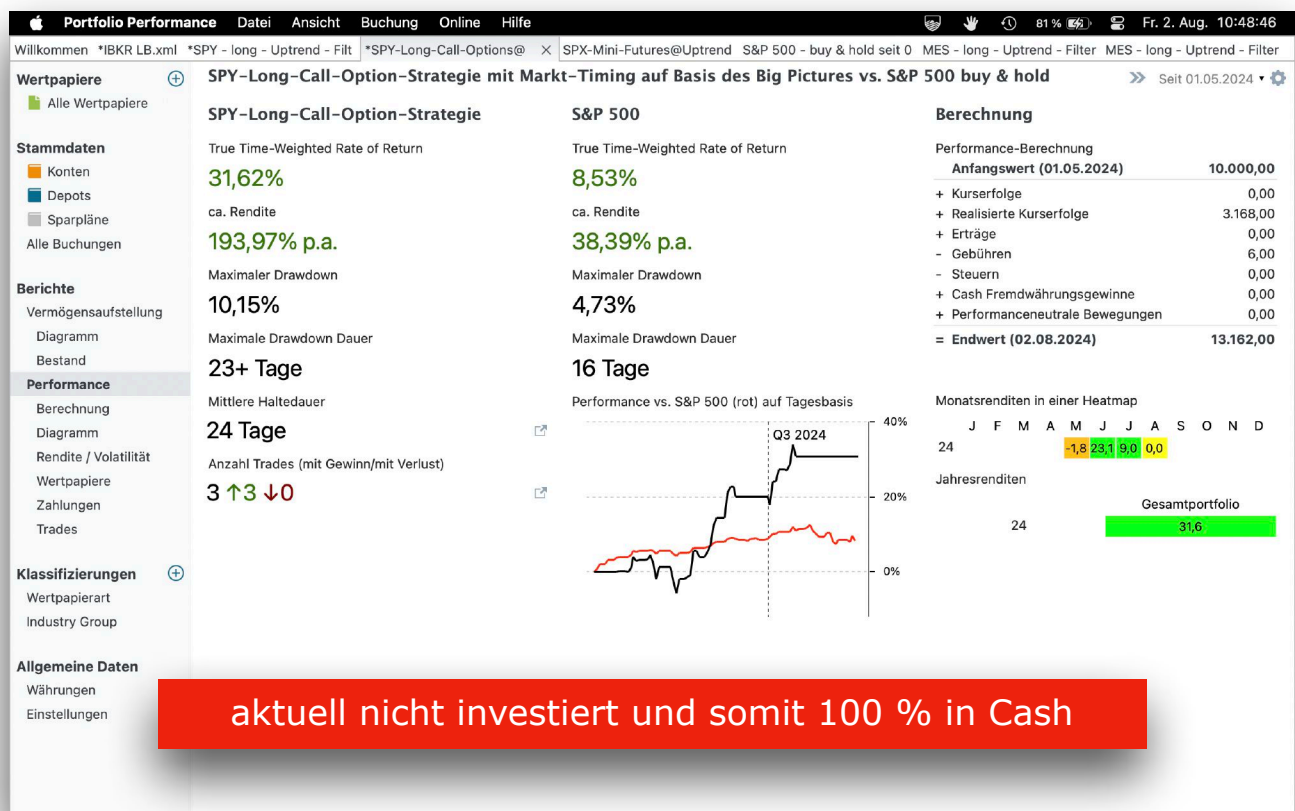 Portfolio Performance Datei Ansicht Buchung Online Hilfe 81 % Fr. 2. Aug. 10:48:46
Willkommen *IBKR LB.xml *SPY - long - Uptrend - Filt *SPY-Long-Call-Options@ SPX-Mini-Futures@Uptrend S&P 500 - buy & hold seit 0 MES - long - Uptrend - Filter MES - long - Uptrend - Filter
Wertpapiere
Alle Wertpapiere
Stammdaten
Konten
Depots
Sparpläne
Alle Buchungen
Berichte
Vermögensaufstellung
Diagramm
Bestand
Performance
Berechnung
Diagramm
Rendite / Volatilität
Wertpapiere
Zahlungen
Trades
Klassifizierungen
Wertpapierart
Industry Group
Allgemeine Daten
Währungen
Einstellungen
SPY-Long-Call-Option-Strategie mit Markt-Timing auf Basis des Big Pictures vs. S&P 500 buy & hold
Seit 01.05.2024
SPY-Long-Call-Option-Strategie
True Time-Weighted Rate of Return
31,62%
ca. Rendite
193,97% p.a.
Maximaler Drawdown
10,15%
Maximale Drawdown Dauer
23+ Tage
Mittlere Haltedauer
24 Tage
Anzahl Trades (mit Gewinn/mit Verlust)
3 ↑3 ↓0
S&P 500
True Time-Weighted Rate of Return
8,53%
ca. Rendite
38,39% p.a.
Maximaler Drawdown
4,73%
Maximale Drawdown Dauer
16 Tage
Performance vs. S&P 500 (rot) auf Tagesbasis
Q3 2024
40%
20%
0%
Berechnung
Performance-Berechnung
Anfangswert (01.05.2024) 10.000,00
+ Kurserfolge 0,00
+ Realisierte Kurserfolge 3.168,00
+ Erträge 0,00
- Gebühren 6,00
- Steuern 0,00
+ Cash Fremdwährungsgewinne 0,00
+ Performanceneutrale Bewegungen 0,00
= Endwert (02.08.2024) 13.162,00
Monatsrenditen in einer Heatmap
J F M A M J J A S O N D
24 -1,8 23,1 9,0 0,0
Jahresrenditen
Gesamtportfolio
24 31,6
aktuell nicht investiert und somit 100 % in Cash